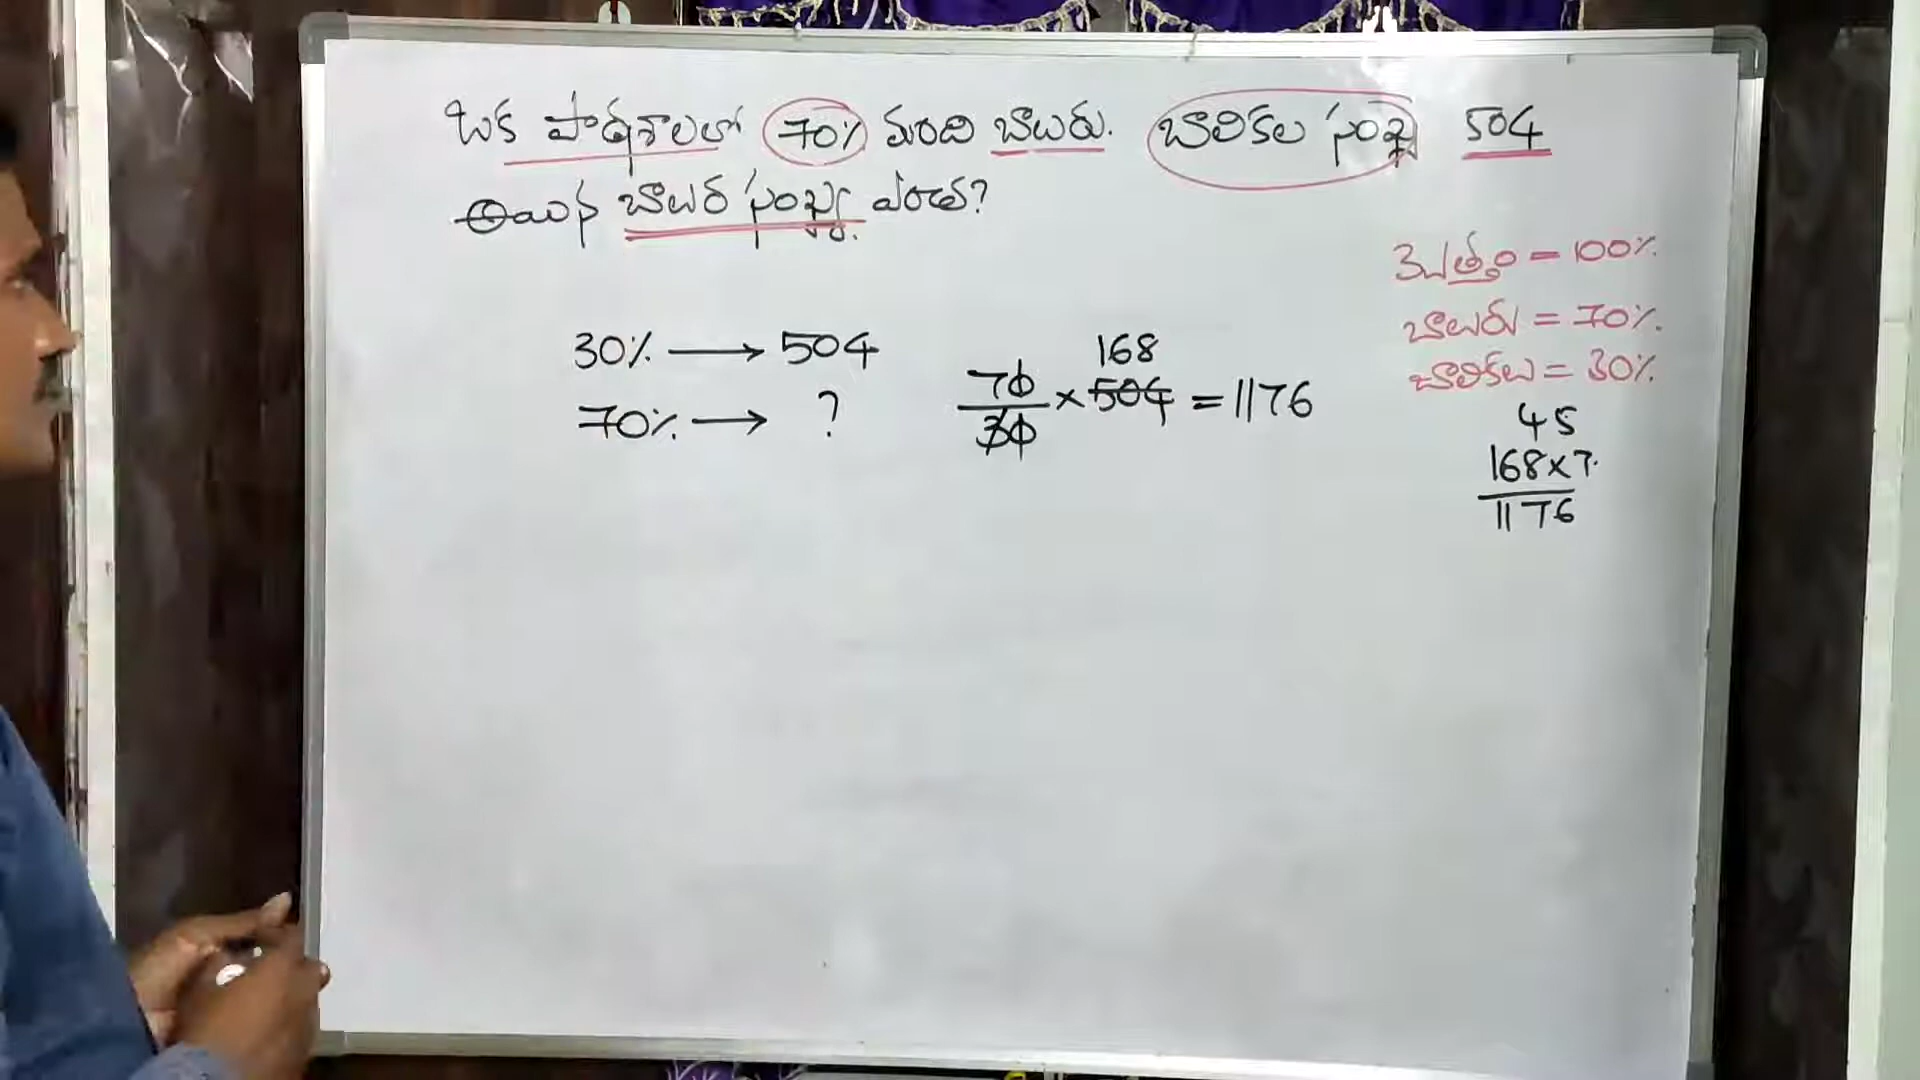 ఒక పాఠశాలలో 70% మంది బాలురు. బాలికల సంఖ్య 504
అయిన బాలుర సంఖ్య ఎంత?
మొత్తం = 100%
బాలురు = 70%.
బాలికలు = 30%
30% → 504
70% → ?
168
70/30 × 504 = 1176
45
168×7
1176